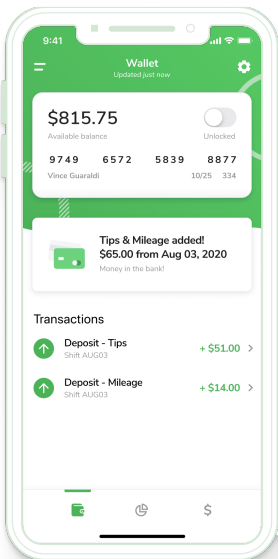 9:41
Wallet
Updated just now
$815.75
Available balance
Unlocked
9749 6572 5839 8877
Vince Guaraldi 10/25 334
Tips & Mileage added!
$65.00 from Aug 03, 2020
Money in the bank!
Transactions
Deposit - Tips
+ $51.00
Shift AUG03
Deposit - Mileage
+ $14.00
Shift AUG03
$